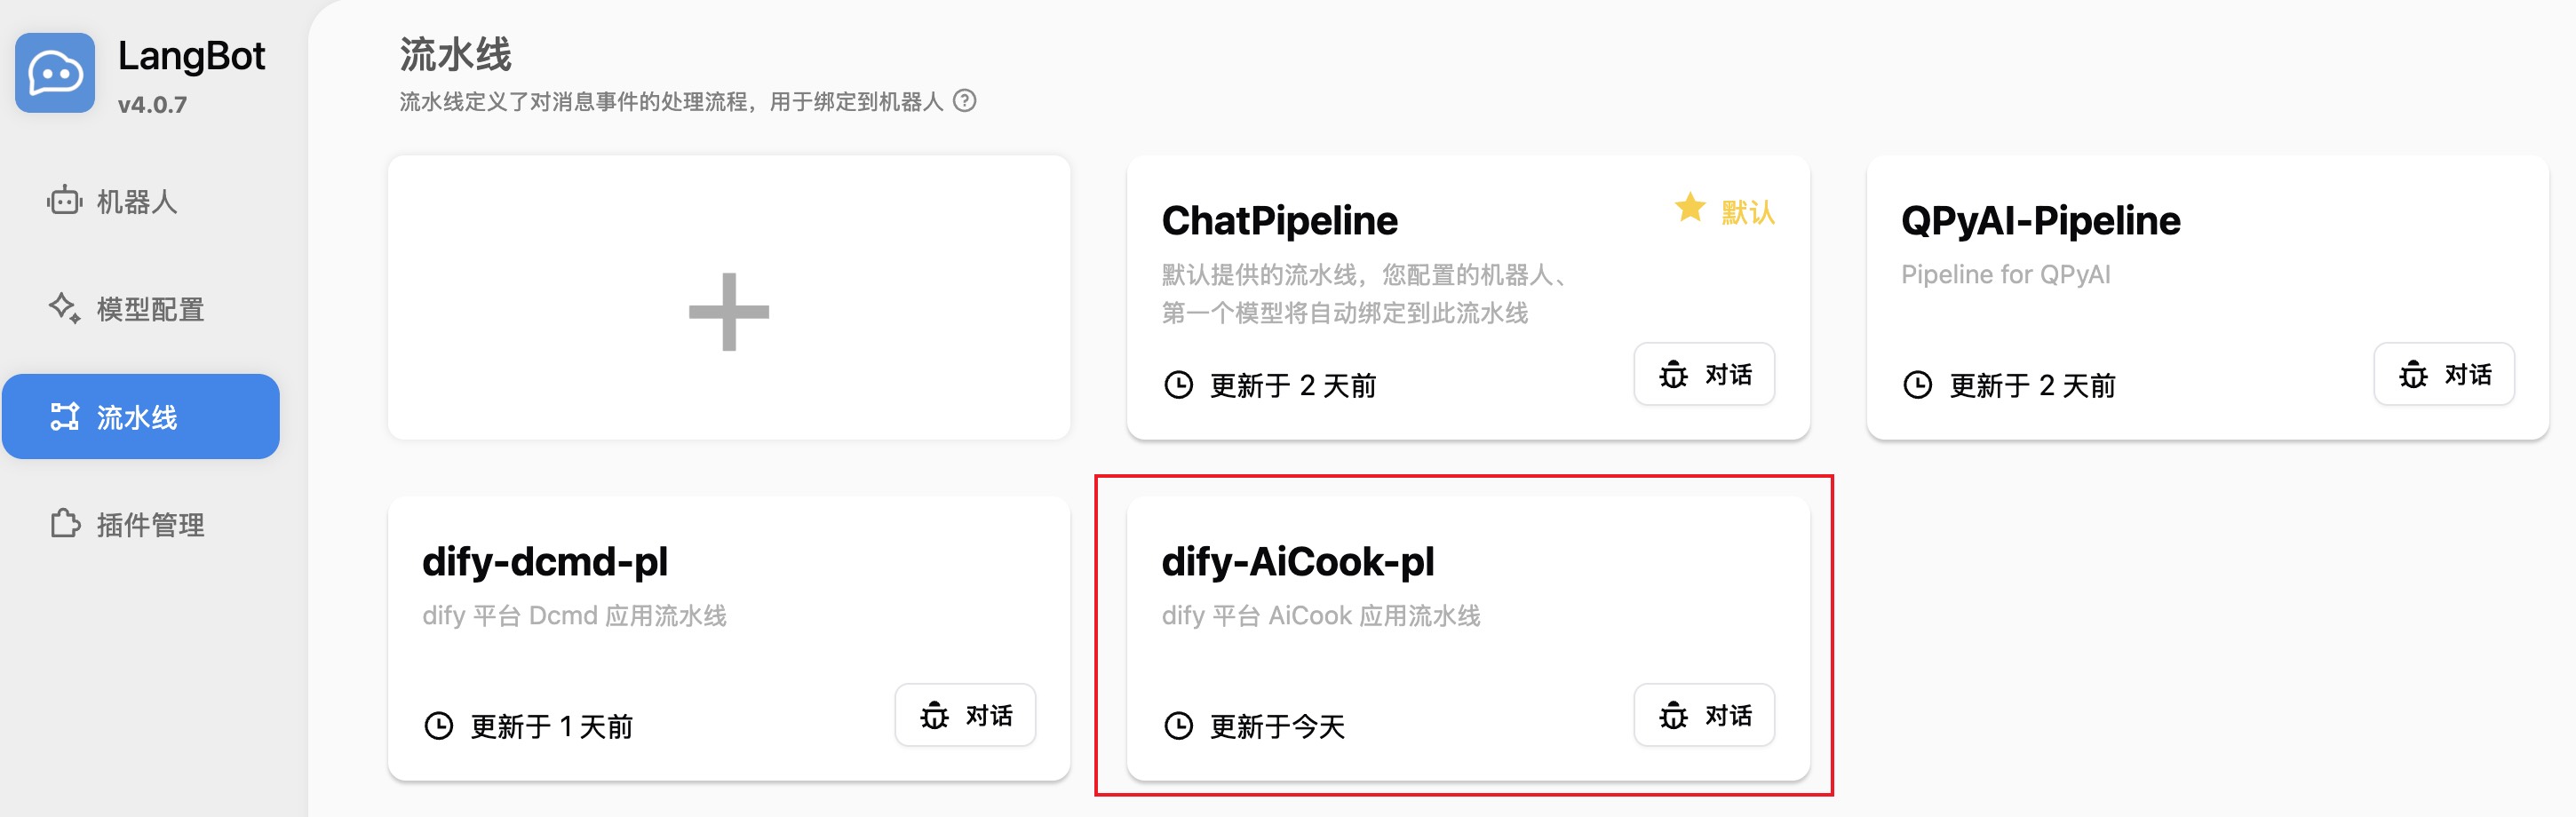 LangBot
v4.0.7
机器人
模型配置
流水线
插件管理
流水线
流水线定义了对消息事件的处理流程，用于绑定到机器人
ChatPipeline
默认
默认提供的流水线，您配置的机器人、
第一个模型将自动绑定到此流水线
更新于 2 天前
对话
QPyAI-Pipeline
Pipeline for QPyAI
更新于 2 天前
对话
dify-dcmd-pl
dify 平台 Dcmd 应用流水线
更新于 1 天前
对话
dify-AiCook-pl
dify 平台 AiCook 应用流水线
更新于今天
对话